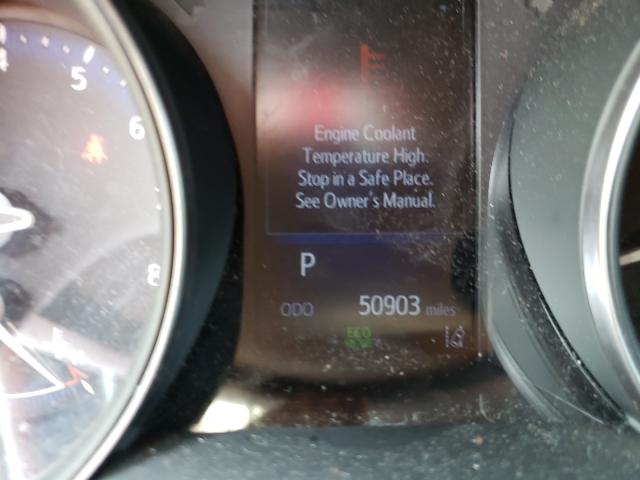 4
5
6
8
H
Engine Coolant
Temperature High.
Stop in a Safe Place.
See Owner's Manual.
P
ODO 50903 miles
ECO